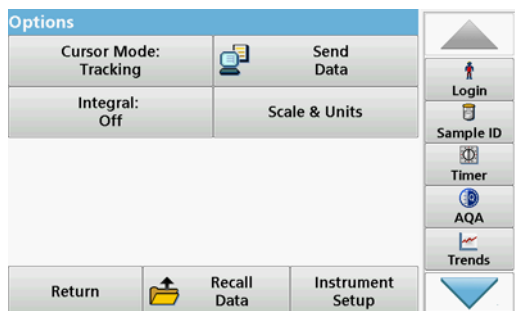 Options
Cursor Mode:
Tracking
Send
Data
Integral:
Off
Scale & Units
Return
Recall
Data
Instrument
Setup
Login
Sample ID
Timer
AQA
Trends